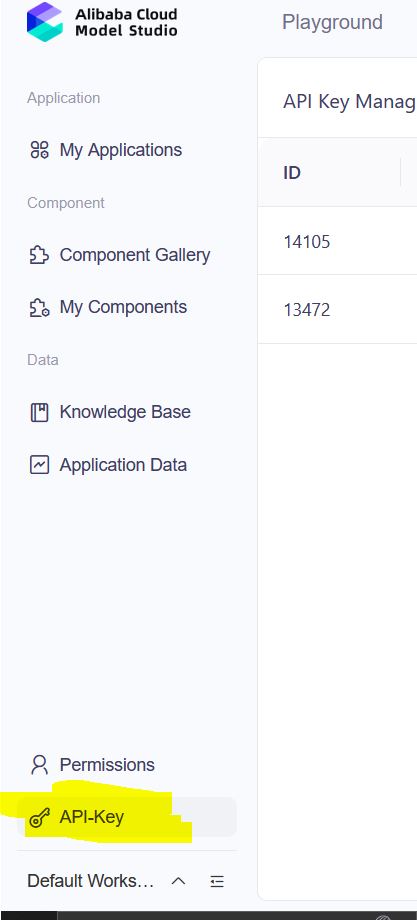 Alibaba Cloud
Model Studio
Application
My Applications
Component
Component Gallery
My Components
Data
Knowledge Base
Application Data
Permissions
API-Key
Default Works...
Playground
API Key Manag
ID
14105
13472